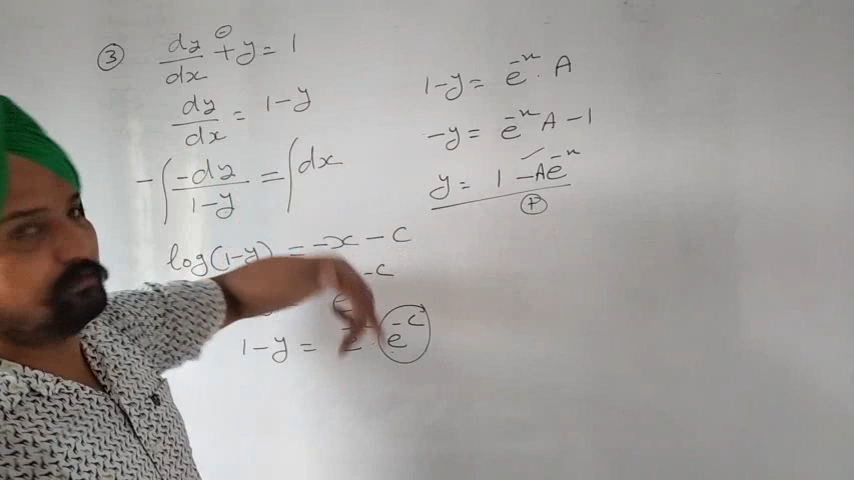 ③ dy/dx + y = 1
dy/dx = 1-y
-∫ -dy/1-y = ∫dx
log(1-y) = -x - c
-c
1-y = e^-c
1-y = e^-x · A
-y = e^-x A - 1
y = 1 - Ae^-x